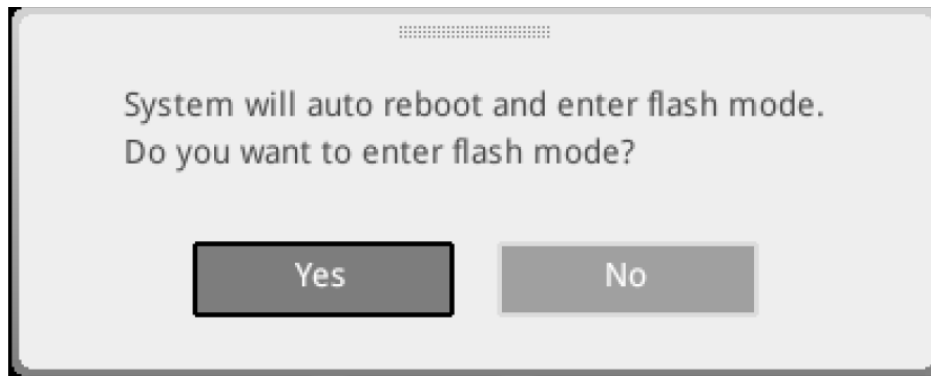 System will auto reboot and enter flash mode.
Do you want to enter flash mode?
Yes
No